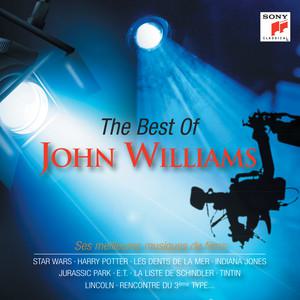 SONY
CLASSICAL
The Best Of
JOHN WILLIAMS
Ses meilleures musiques de films
STAR WARS • HARRY POTTER • LES DENTS DE LA MER • INDIANA JONES
JURASSIC PARK • E.T. • LA LISTE DE SCHINDLER • TINTIN
LINCOLN • RENCONTRE DU 3ème TYPE...